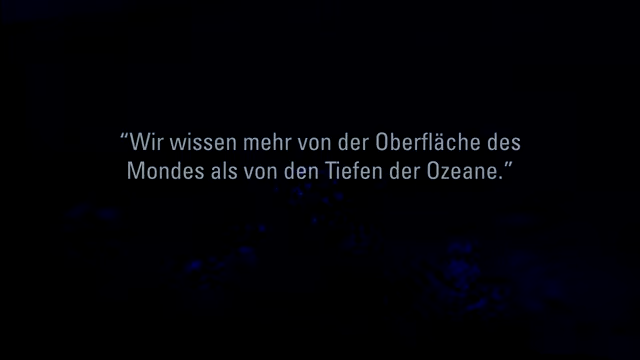 “Wir wissen mehr von der Oberfläche des
Mondes als von den Tiefen der Ozeane.”